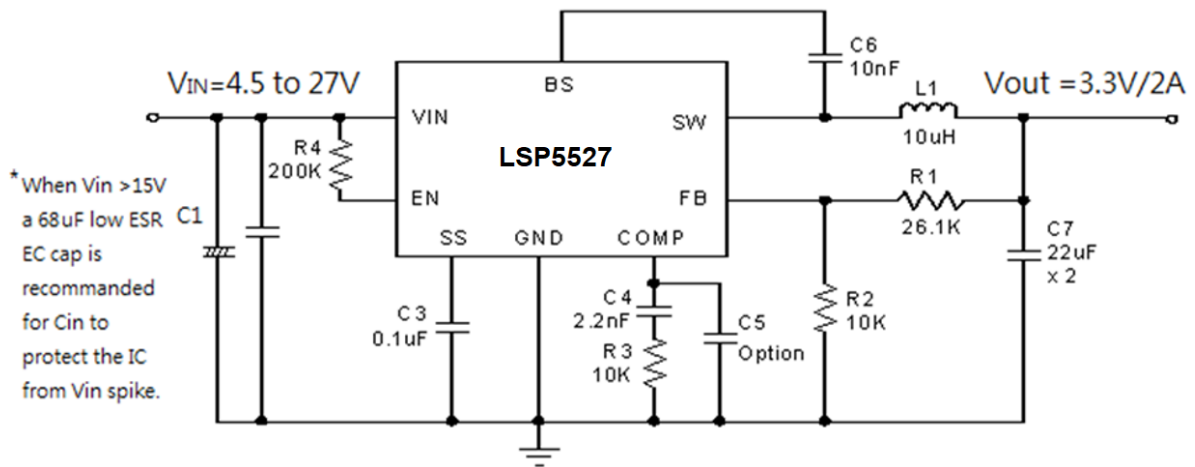 C6
10nF
VIN=4.5 to 27V
BS
L1
Vout =3.3V/2A
VIN
SW
10uH
R4
200K
LSP5527
*When Vin >15V
a 68uF low ESR
EC cap is
recommanded
for Cin to
protect the IC
from Vin spike.
C1
EN
FB
R1
26.1K
SS
GND
COMP
C7
22uF
x 2
C3
0.1uF
C4
2.2nF
R3
10K
C5
Option
R2
10K